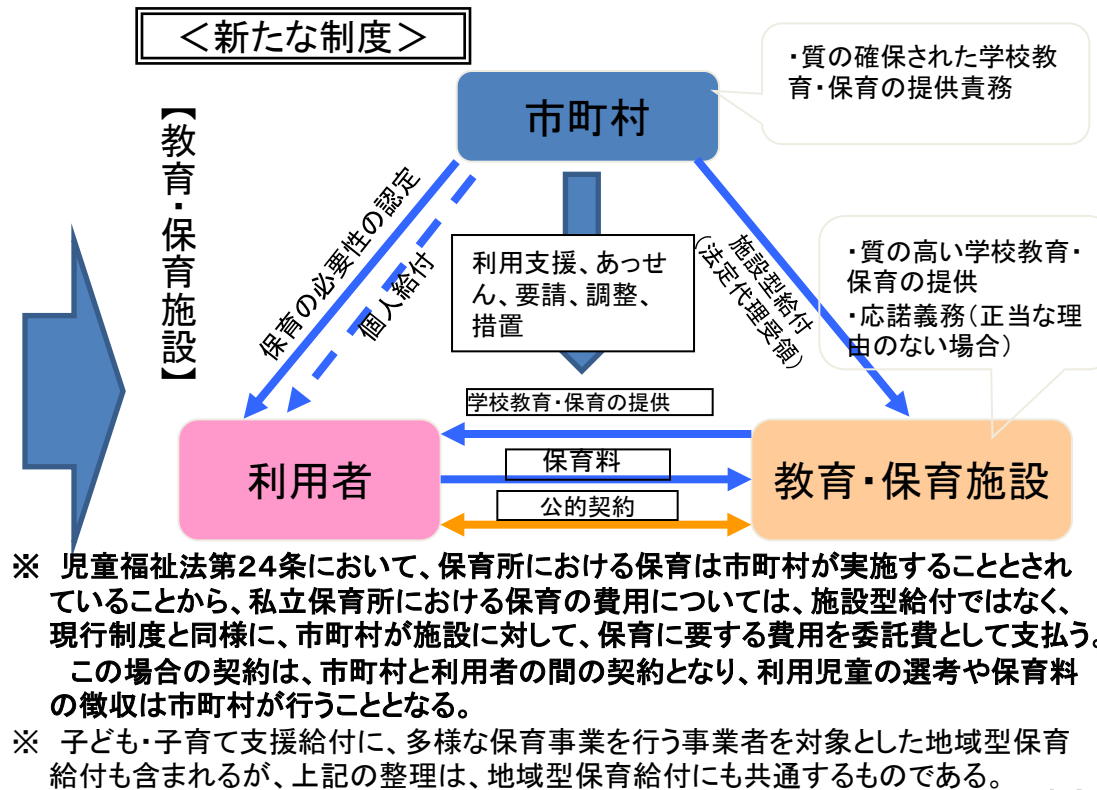 ＜新たな制度＞
・質の確保された学校教
育・保育の提供責務
市町村
【教育・保育施設】
保育の必要性の認定
個人給付
利用支援、あっせ
ん、要請、調整、
措置
施設型給付
（法定代理受領）
・質の高い学校教育・
保育の提供
・応諾義務（正当な理
由のない場合）
学校教育・保育の提供
利用者
保育料
教育・保育施設
公的契約
※　児童福祉法第２４条において、保育所における保育は市町村が実施することとされ
ていることから、私立保育所における保育の費用については、施設型給付ではなく、
現行制度と同様に、市町村が施設に対して、保育に要する費用を委託費として支払う。
この場合の契約は、市町村と利用者の間の契約となり、利用児童の選考や保育料
の徴収は市町村が行うこととなる。
※　子ども・子育て支援給付に、多様な保育事業を行う事業者を対象とした地域型保育
給付も含まれるが、上記の整理は、地域型保育給付にも共通するものである。